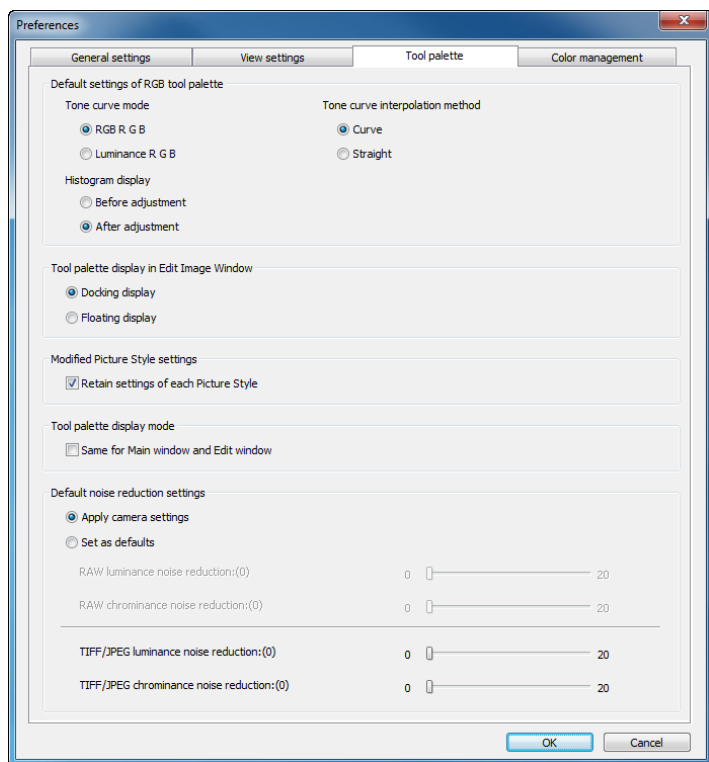 Preferences
General settings View settings Tool palette Color management
Default settings of RGB tool palette
Tone curve mode Tone curve interpolation method
RGB R G B Curve
Luminance R G B Straight
Histogram display
Before adjustment
After adjustment
Tool palette display in Edit Image Window
Docking display
Floating display
Modified Picture Style settings
Retain settings of each Picture Style
Tool palette display mode
Same for Main window and Edit window
Default noise reduction settings
Apply camera settings
Set as defaults
RAW luminance noise reduction:(0) 0 20
RAW chrominance noise reduction:(0) 0 20
TIFF/JPEG luminance noise reduction:(0) 0 20
TIFF/JPEG chrominance noise reduction:(0) 0 20
OK Cancel